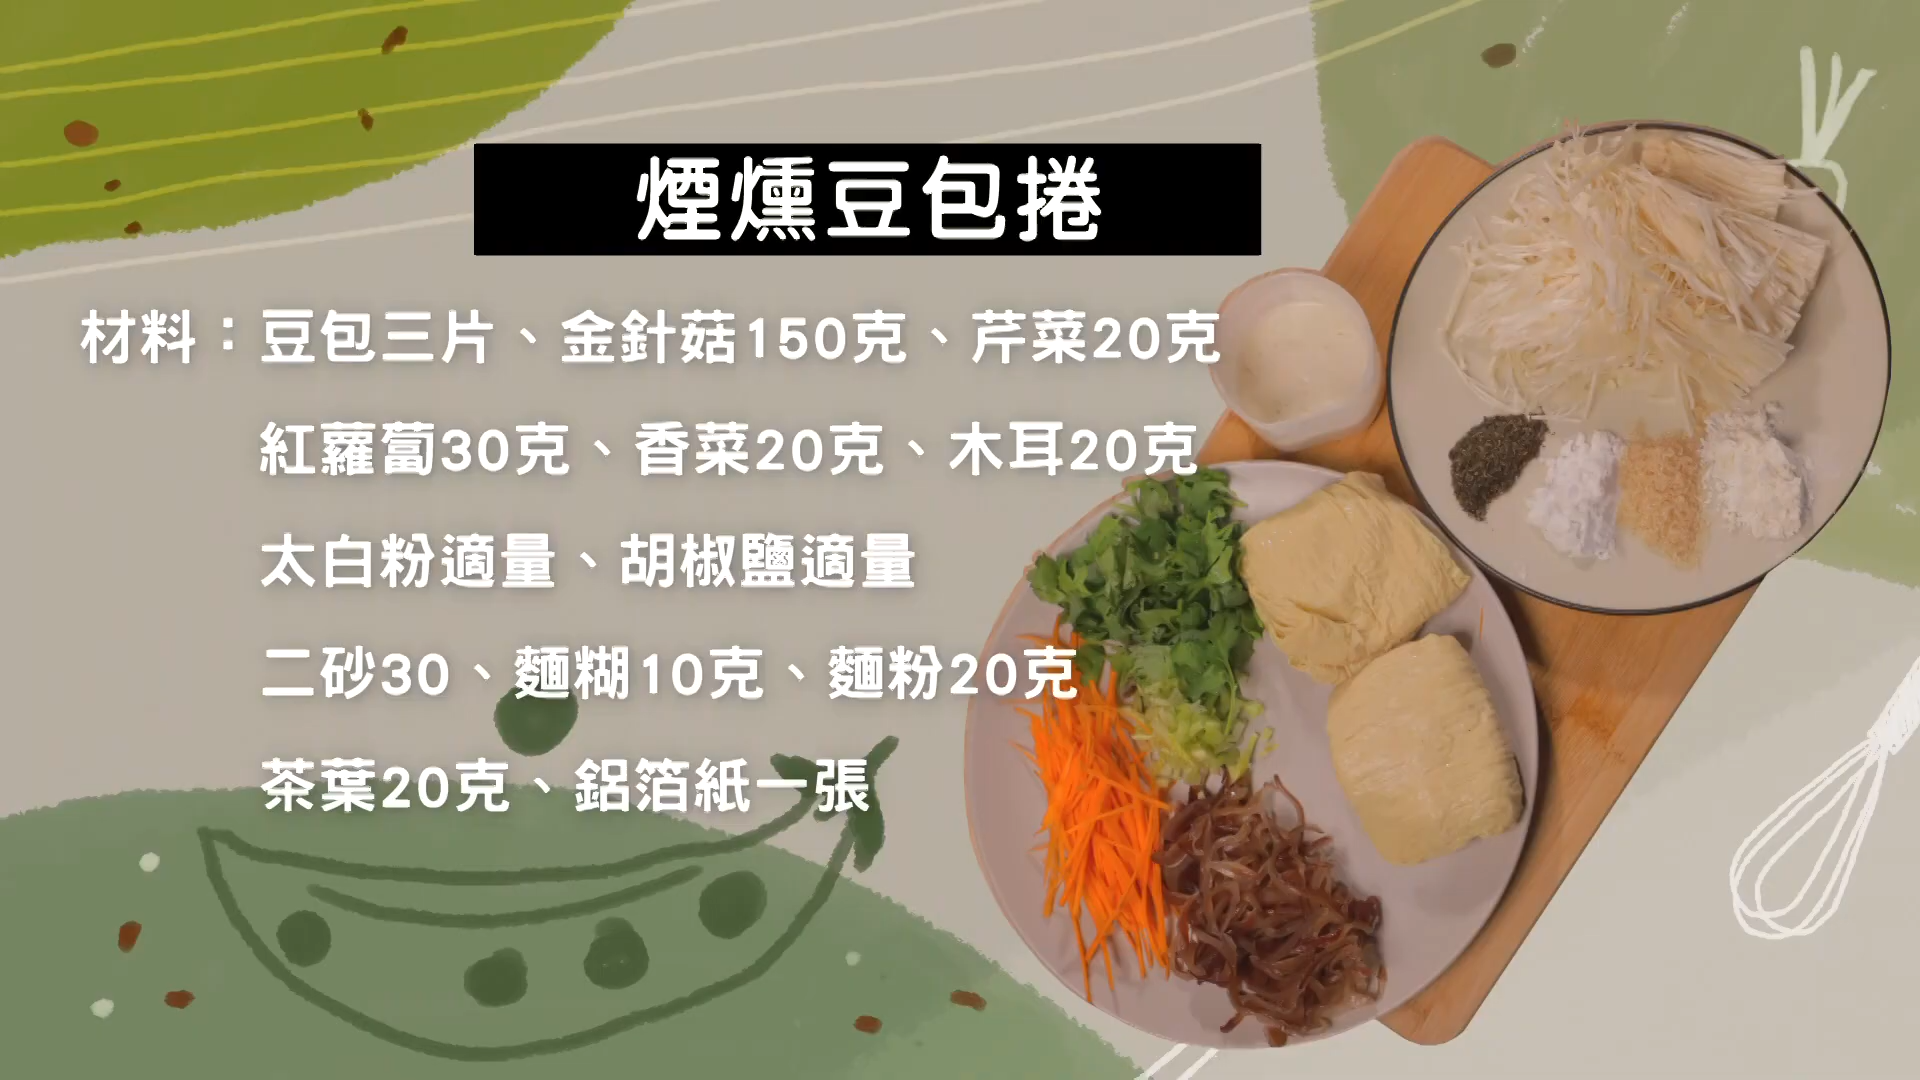 煙燻豆包捲
材料：豆包三片、金針菇150克、芹菜20克
紅蘿蔔30克、香菜20克、木耳20克
太白粉適量、胡椒鹽適量
二砂30、麵糊10克、麵粉20克
茶葉20克、鋁箔紙一張